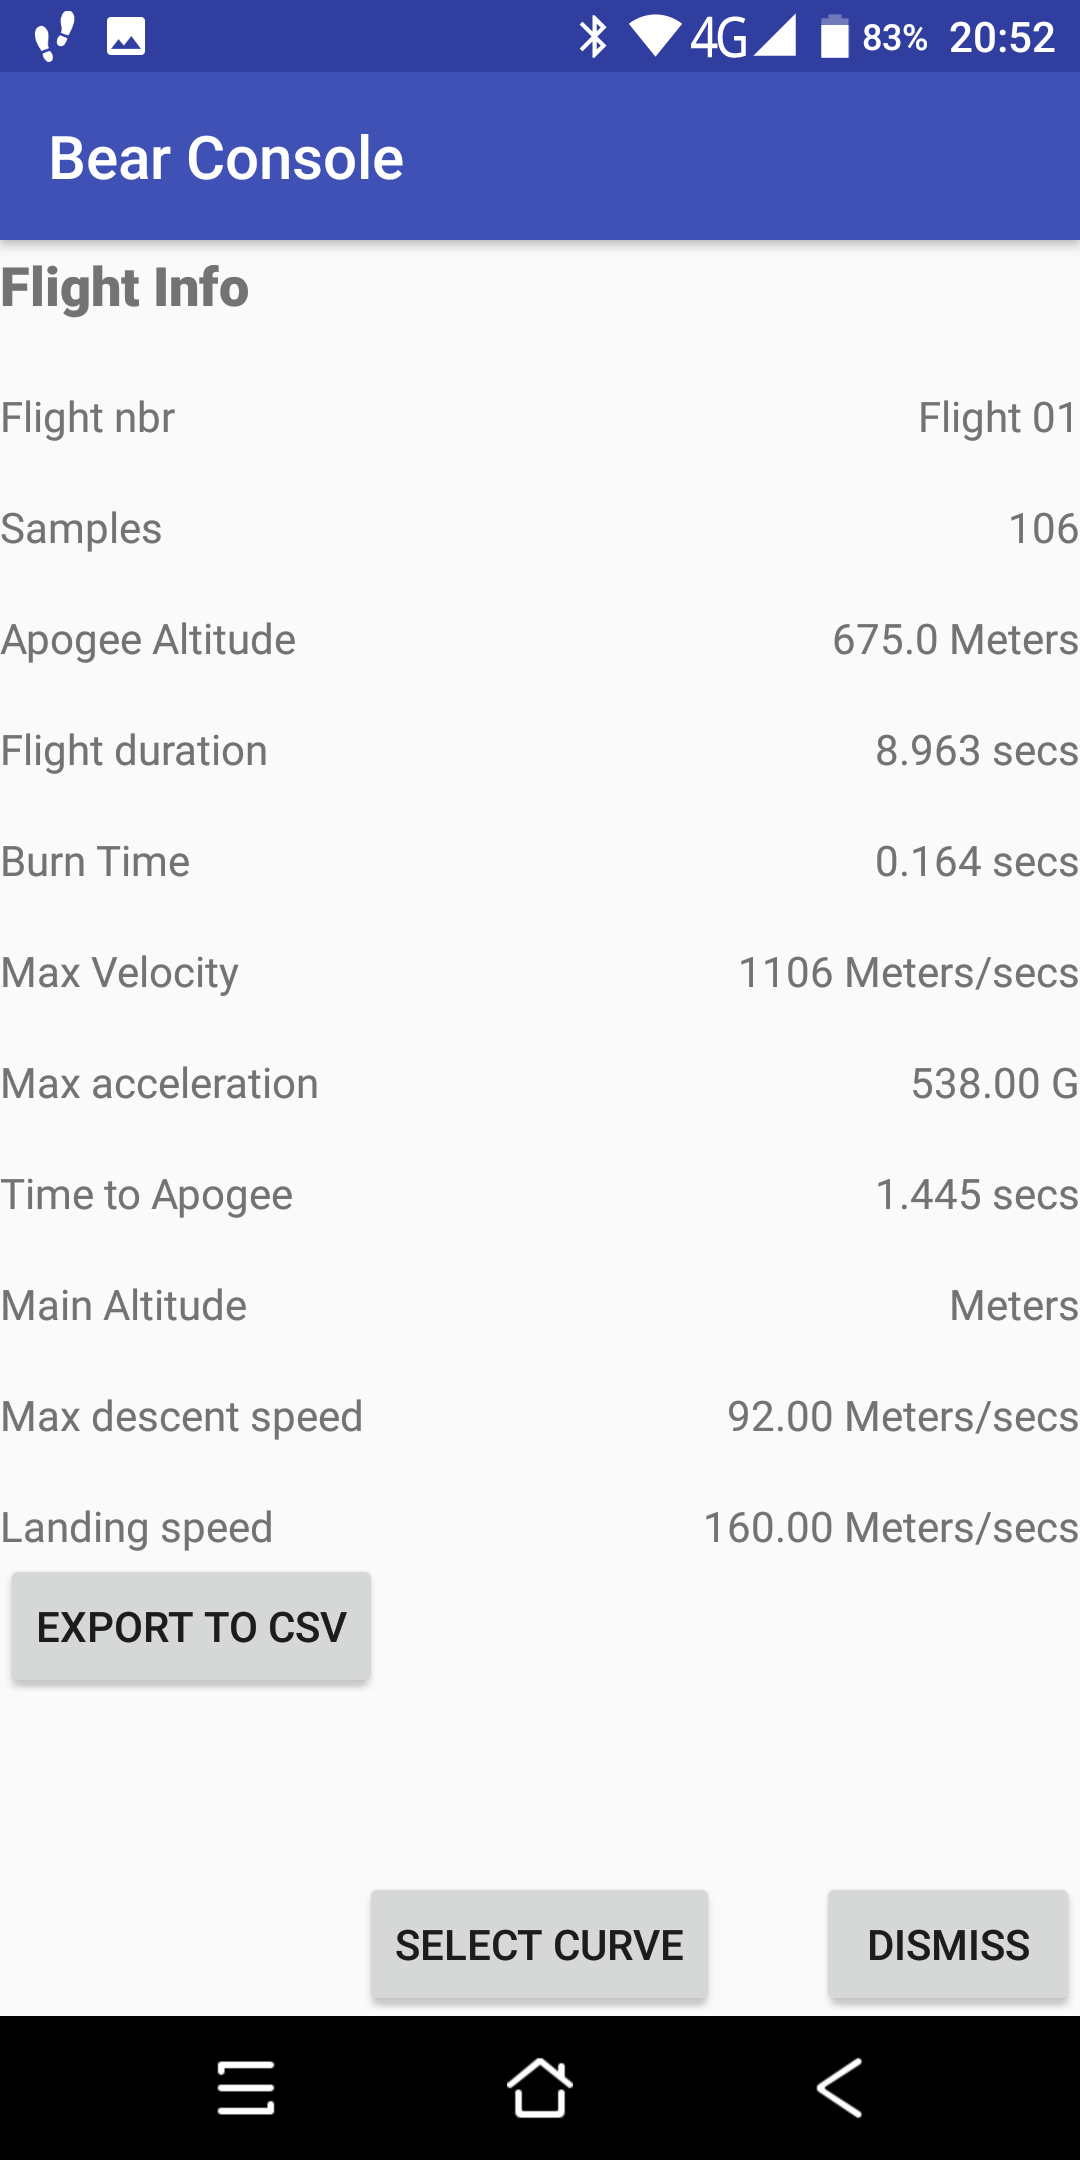 4G 83% 20:52
Bear Console
Flight Info
Flight nbr Flight 01
Samples 106
Apogee Altitude 675.0 Meters
Flight duration 8.963 secs
Burn Time 0.164 secs
Max Velocity 1106 Meters/secs
Max acceleration 538.00 G
Time to Apogee 1.445 secs
Main Altitude Meters
Max descent speed 92.00 Meters/secs
Landing speed 160.00 Meters/secs
EXPORT TO CSV
SELECT CURVE DISMISS